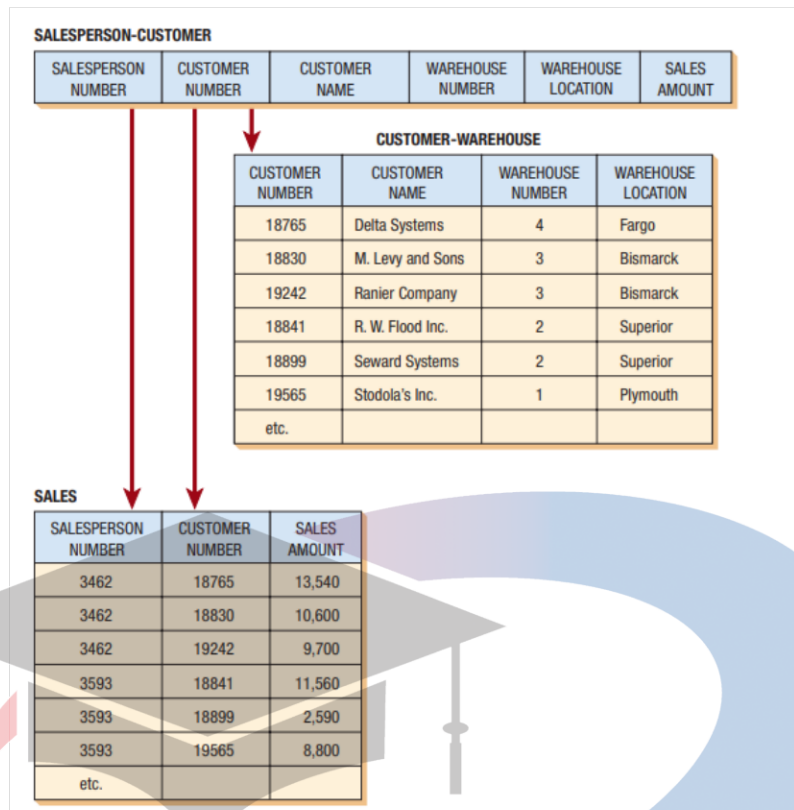 SALESPERSON-CUSTOMER
SALESPERSON NUMBER CUSTOMER NUMBER CUSTOMER NAME WAREHOUSE NUMBER WAREHOUSE LOCATION SALES AMOUNT
CUSTOMER-WAREHOUSE
CUSTOMER NUMBER CUSTOMER NAME WAREHOUSE NUMBER WAREHOUSE LOCATION
18765 Delta Systems 4 Fargo
18830 M. Levy and Sons 3 Bismarck
19242 Ranier Company 3 Bismarck
18841 R. W. Flood Inc. 2 Superior
18899 Seward Systems 2 Superior
19565 Stodola's Inc. 1 Plymouth
etc.
SALES
SALESPERSON NUMBER CUSTOMER NUMBER SALES AMOUNT
3462 18765 13,540
3462 18830 10,600
3462 19242 9,700
3593 18841 11,560
3593 18899 2,590
3593 19565 8,800
etc.